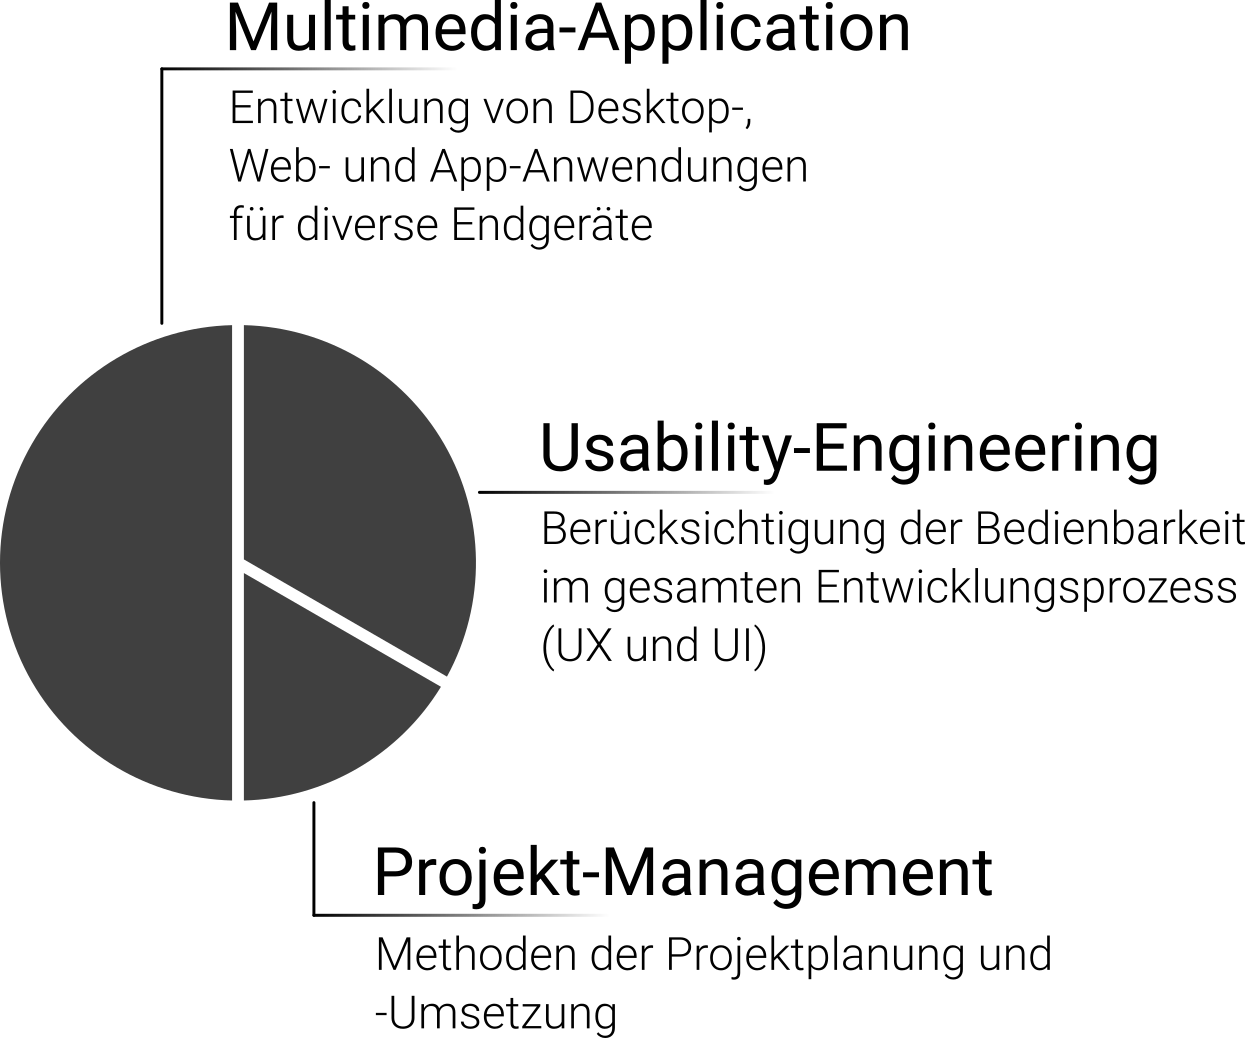 Multimedia-Application
Entwicklung von Desktop-,
Web- und App-Anwendungen
für diverse Endgeräte
Usability-Engineering
Berücksichtigung der Bedienbarkeit
im gesamten Entwicklungsprozess
(UX und UI)
Projekt-Management
Methoden der Projektplanung und
-Umsetzung